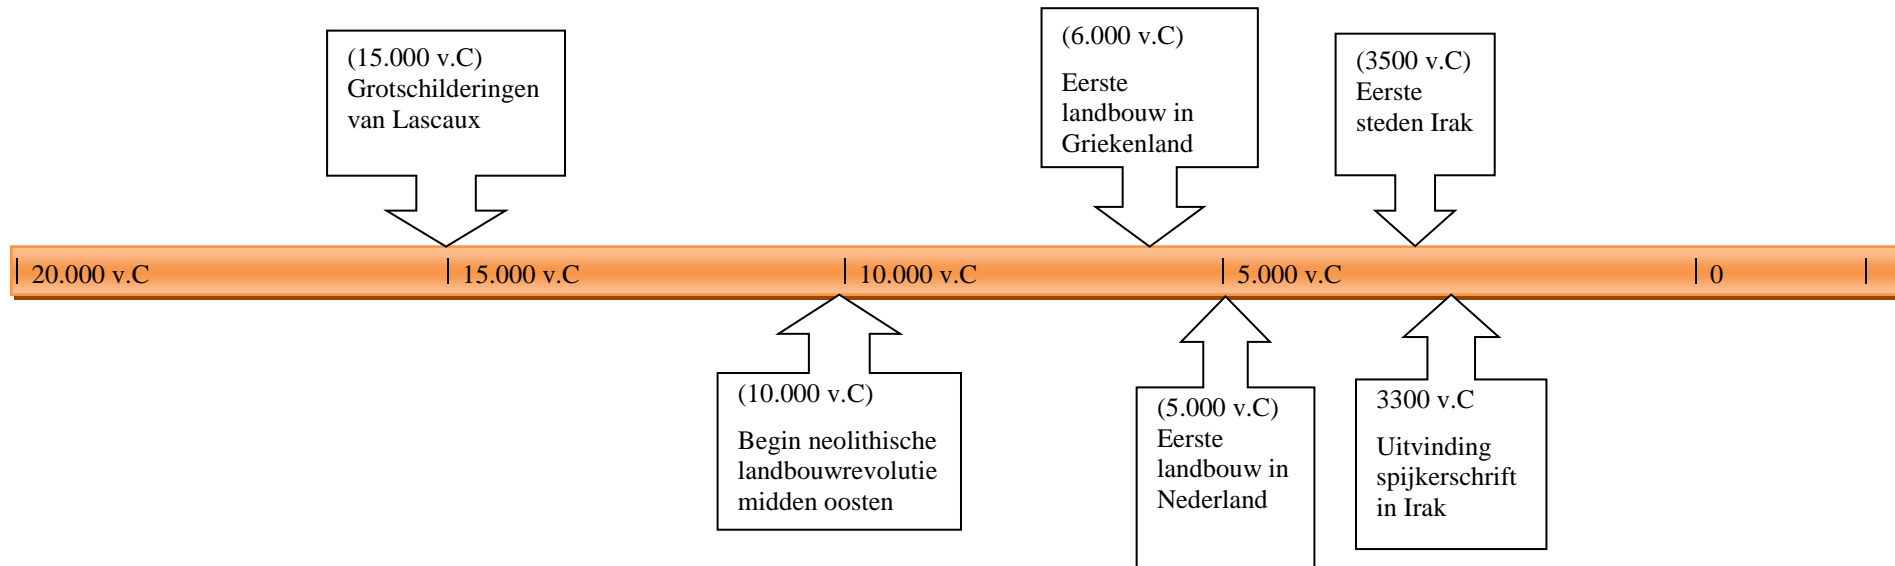 (15.000 v.C)
Grotschilderingen
van Lascaux
(6.000 v.C)
Eerste
landbouw in
Griekenland
(3500 v.C)
Eerste
steden Irak
20.000 v.C
15.000 v.C
10.000 v.C
5.000 v.C
0
(10.000 v.C)
Begin neolithische
landbouwrevolutie
midden oosten
(5.000 v.C)
Eerste
landbouw in
Nederland
3300 v.C
Uitvinding
spijkerschrift
in Irak